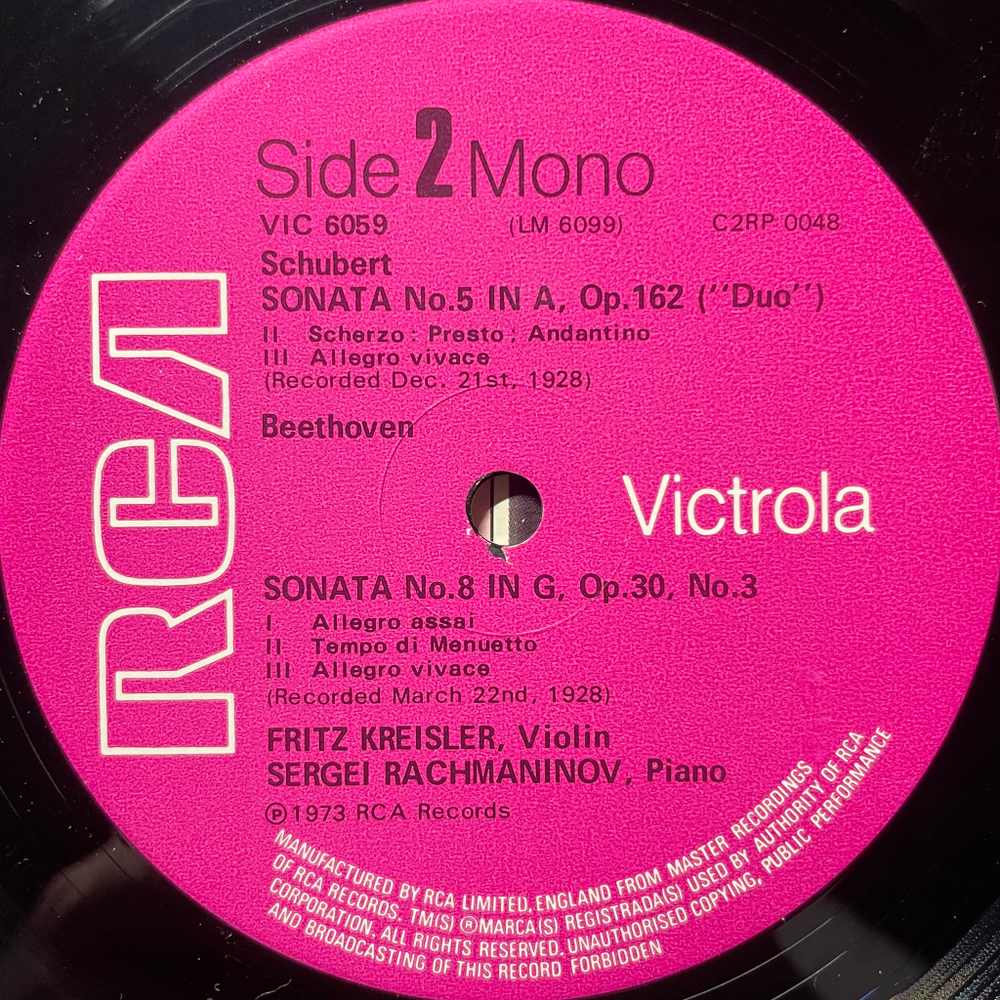 Side 2 Mono
VIC 6059 (LM 6099) C2RP 0048
Schubert
SONATA No.5 IN A, Op.162 (''Duo'')
II Scherzo : Presto ; Andantino
III Allegro vivace
(Recorded Dec. 21st, 1928)
Beethoven
RCA
Victrola
SONATA No.8 IN G, Op.30, No.3
I Allegro assai
II Tempo di Menuetto
III Allegro vivace
(Recorded March 22nd, 1928)
FRITZ KREISLER, Violin
SERGEI RACHMANINOV, Piano
℗1973 RCA Records
MANUFACTURED BY RCA LIMITED, ENGLAND FROM MASTER RECORDINGS
OF RCA RECORDS. TM(S) ®MARCA(S) REGISTRADA(S) USED BY AUTHORITY OF RCA
CORPORATION. ALL RIGHTS RESERVED. UNAUTHORISED COPYING, PUBLIC PERFORMANCE
AND BROADCASTING OF THIS RECORD FORBIDDEN